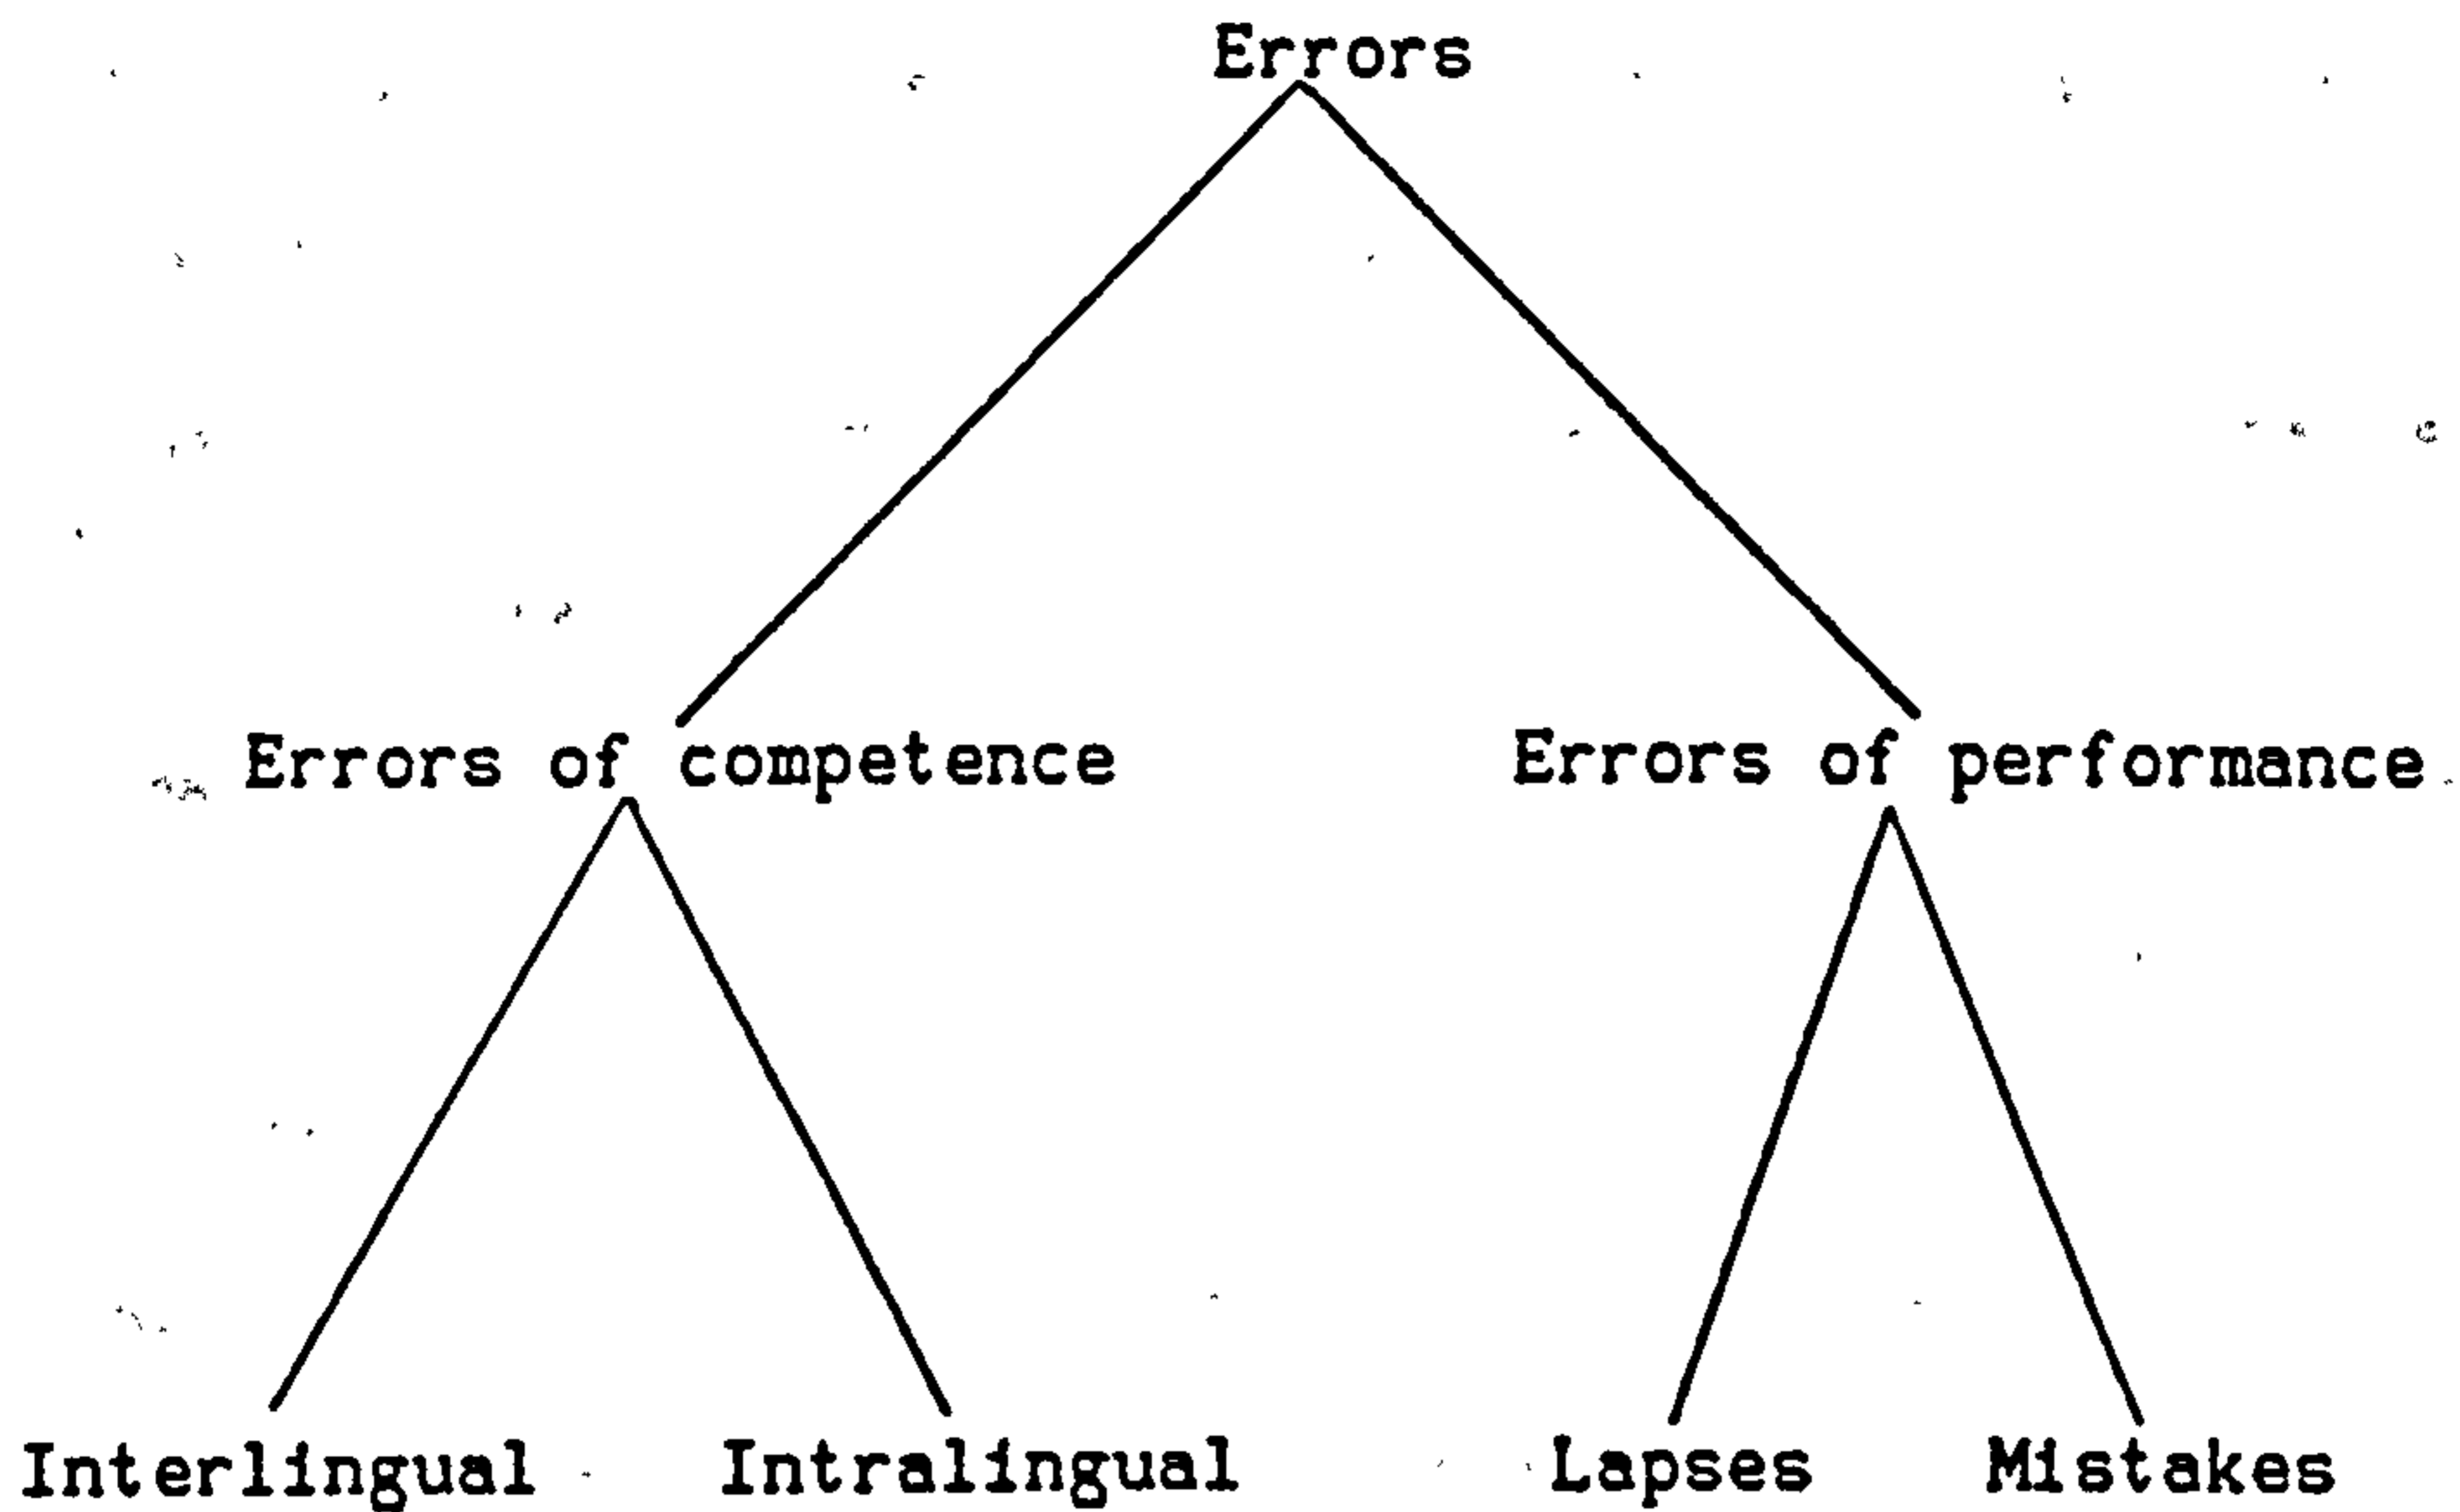 Errors
Errors of competence Errors of performance
Interlingual Intralingual Lapses Mistakes